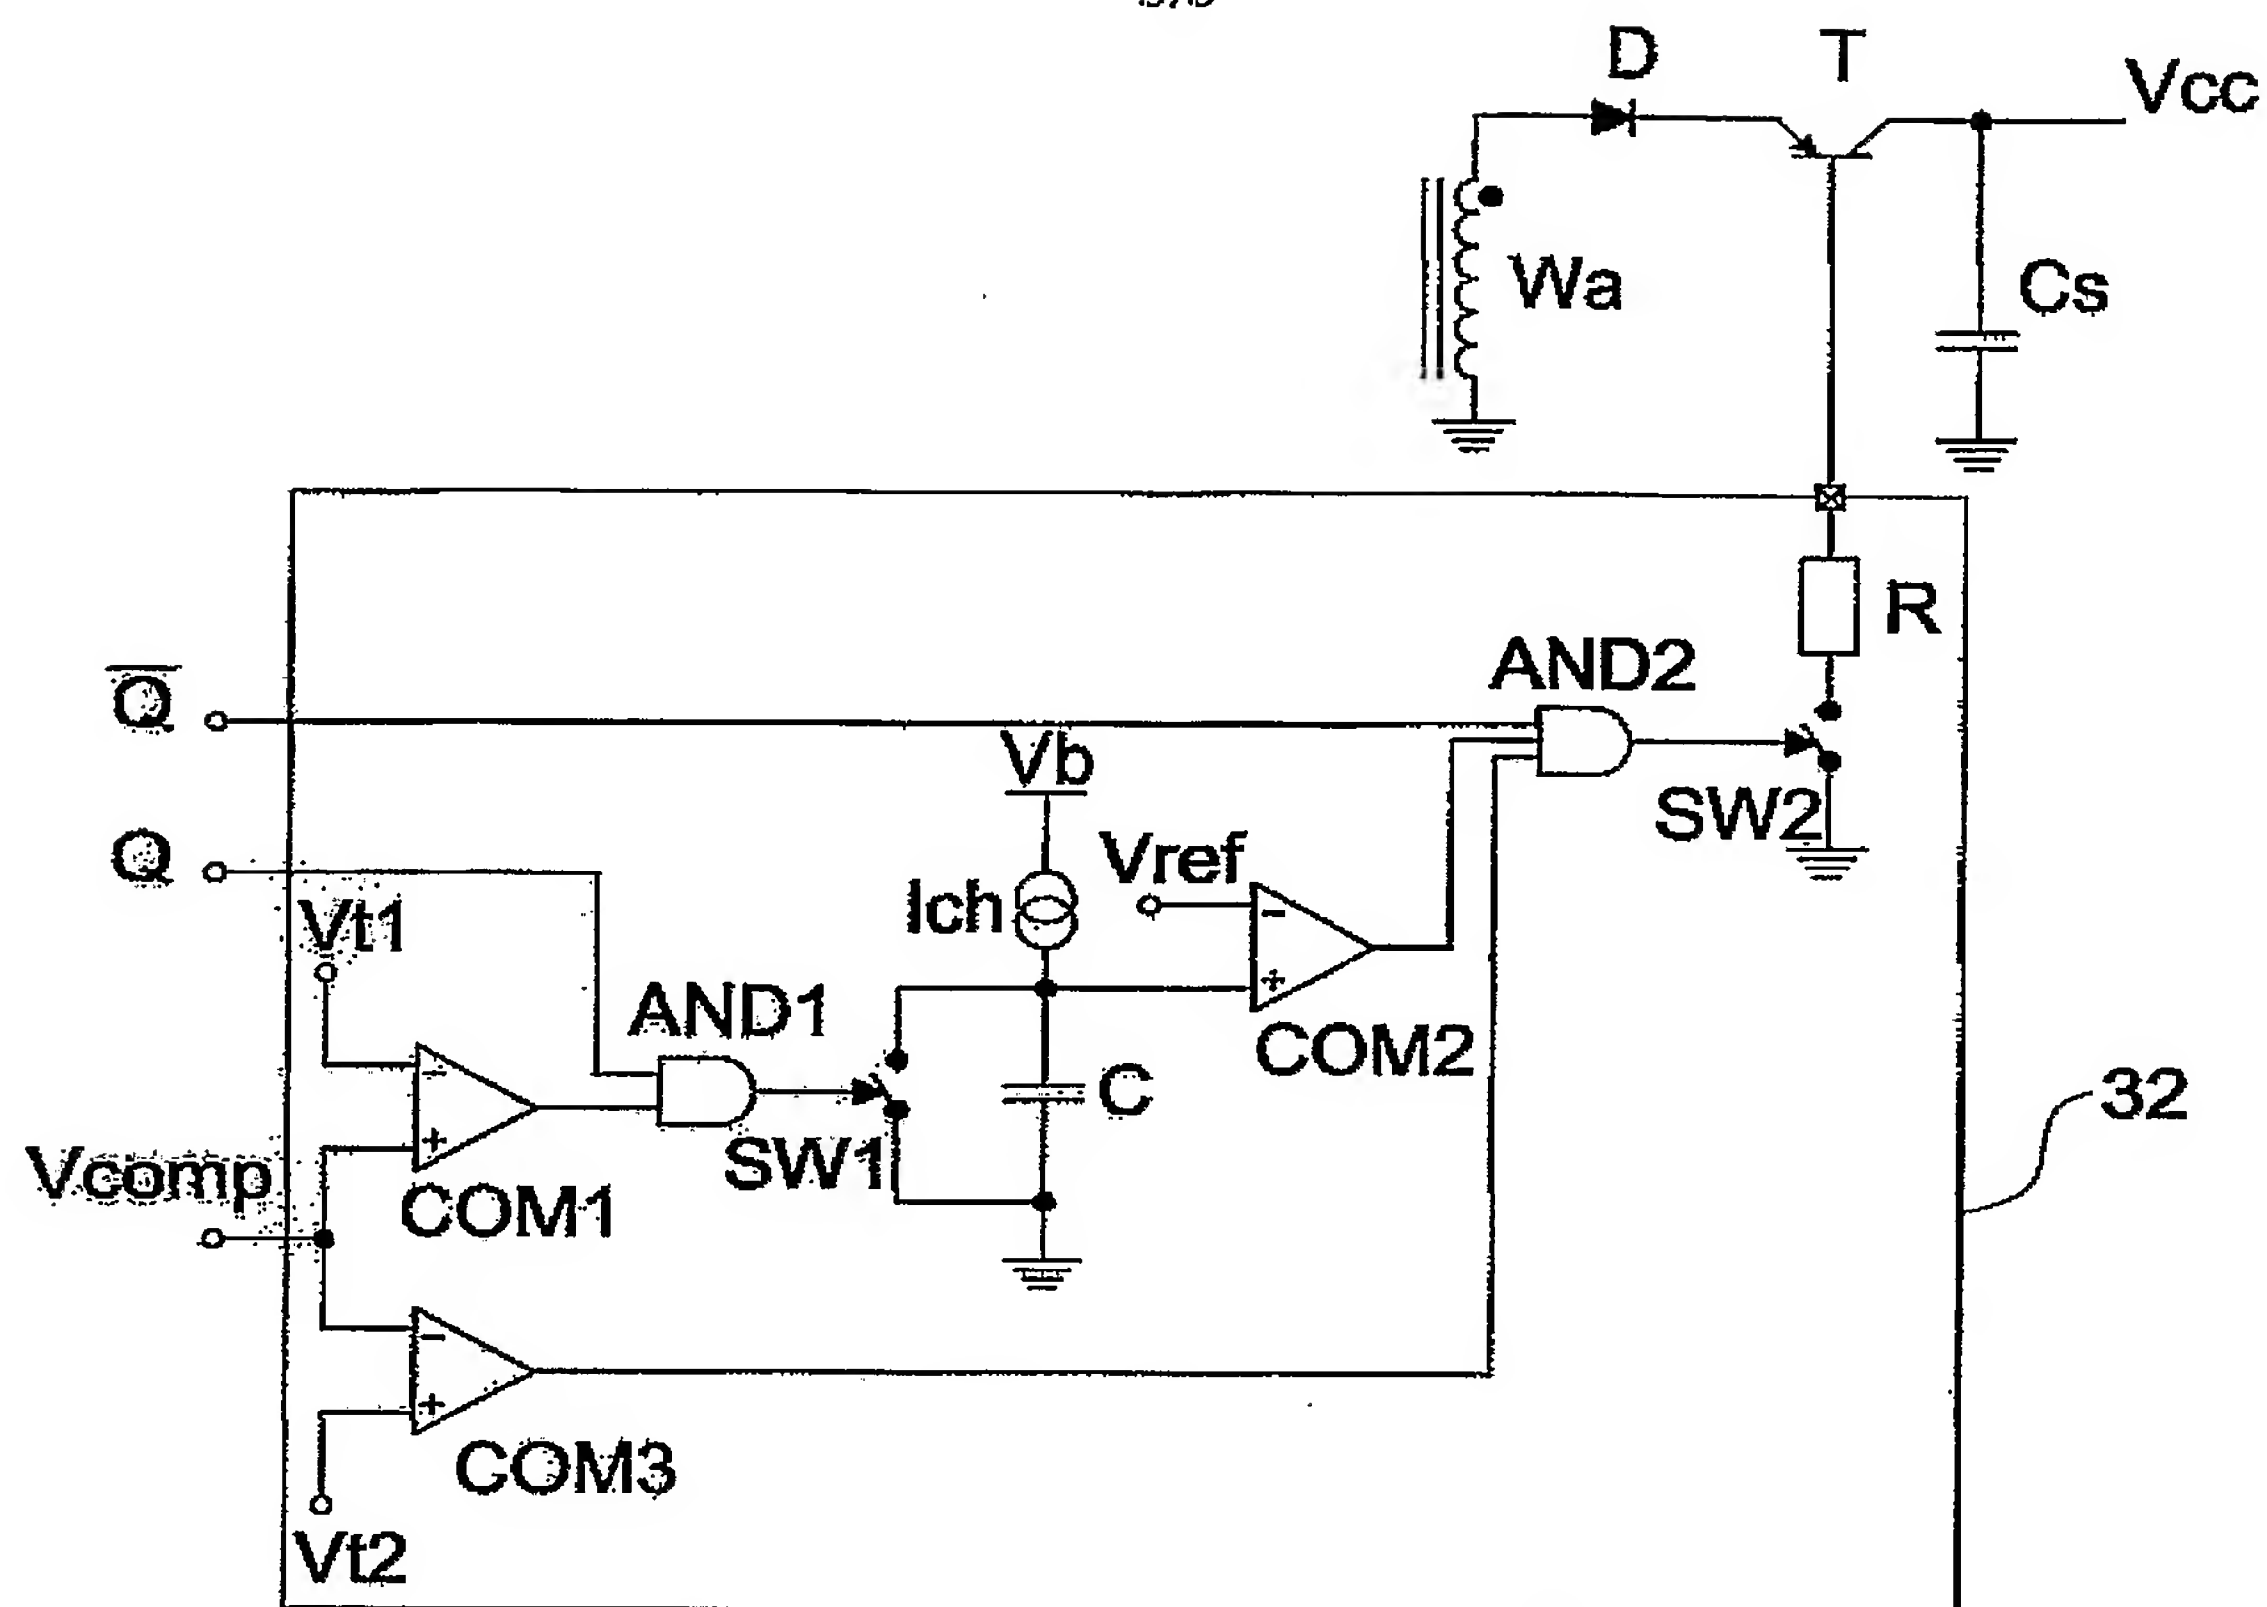 D
T
Vcc
Wa
Cs
R
AND2
Q
Vb
SW2
Q
Vref
Vt1
Ich
AND1
COM2
C
32
SW1
Vcomp
COM1
COM3
Vt2